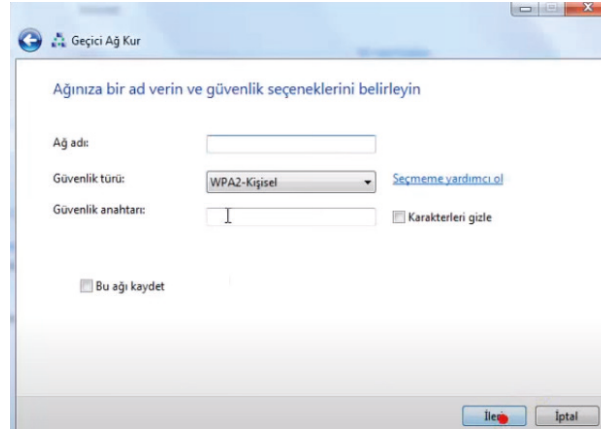 Geçici Ağ Kur
Ağınıza bir ad verin ve güvenlik seçeneklerini belirleyin
Ağ adı:
Güvenlik türü: WPA2-Kişisel Seçmeme yardımcı ol
Güvenlik anahtarı: Karakterleri gizle
Bu ağı kaydet
İleri İptal